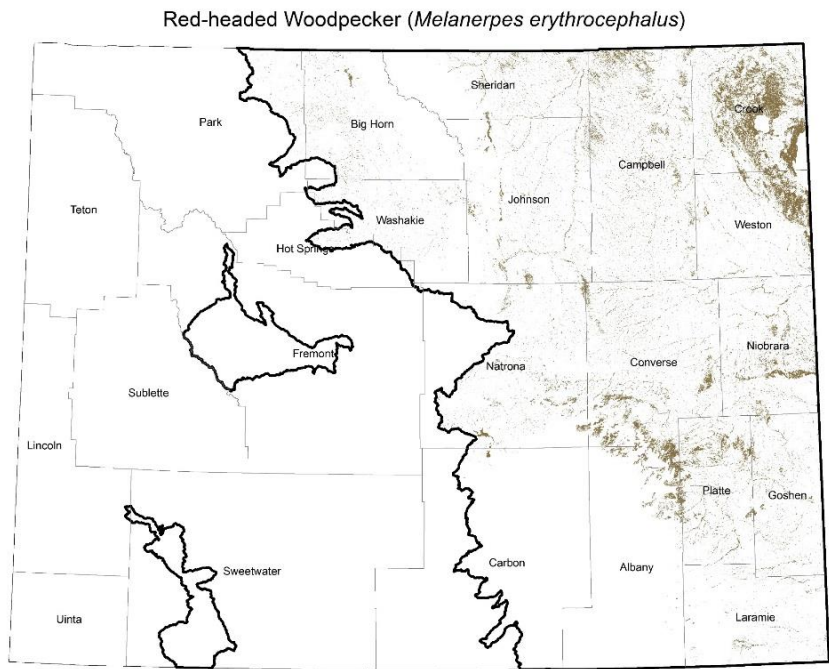 Red-headed Woodpecker (Melanerpes erythrocephalus)
Sheridan
Park
Big Horn
Crook
Campbell
Johnson
Teton
Washakie
Weston
Hot Springs
Fremont
Niobrara
Natrona
Converse
Sublette
Lincoln
Platte
Goshen
Carbon
Albany
Sweetwater
Uinta
Laramie